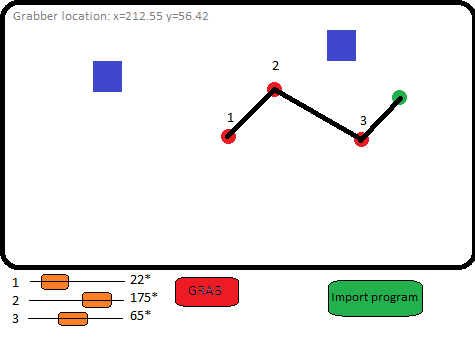 Grabber location: x=212.55 y=56.42
2
1
3
1 22*
2 175*
3 65*
GRAB
Import program